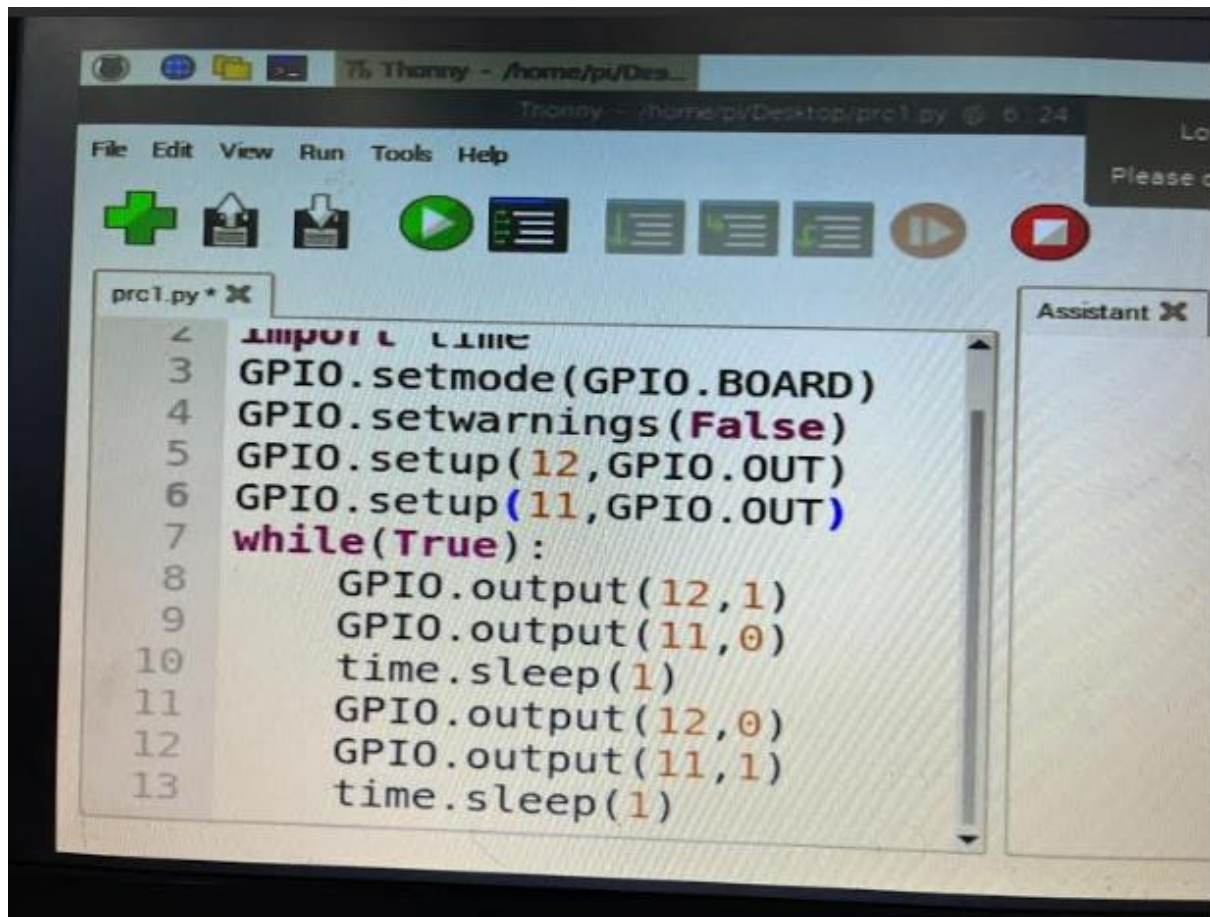 Thonny - /home/pi/Des...
Thonny - /home/pi/Desktop/prc1.py @ 6 : 24
Lo
Please c
File Edit View Run Tools Help
prc1.py *
Assistant
2 import time
3 GPIO.setmode(GPIO.BOARD)
4 GPIO.setwarnings(False)
5 GPIO.setup(12,GPIO.OUT)
6 GPIO.setup(11,GPIO.OUT)
7 while(True):
8 GPIO.output(12,1)
9 GPIO.output(11,0)
10 time.sleep(1)
11 GPIO.output(12,0)
12 GPIO.output(11,1)
13 time.sleep(1)